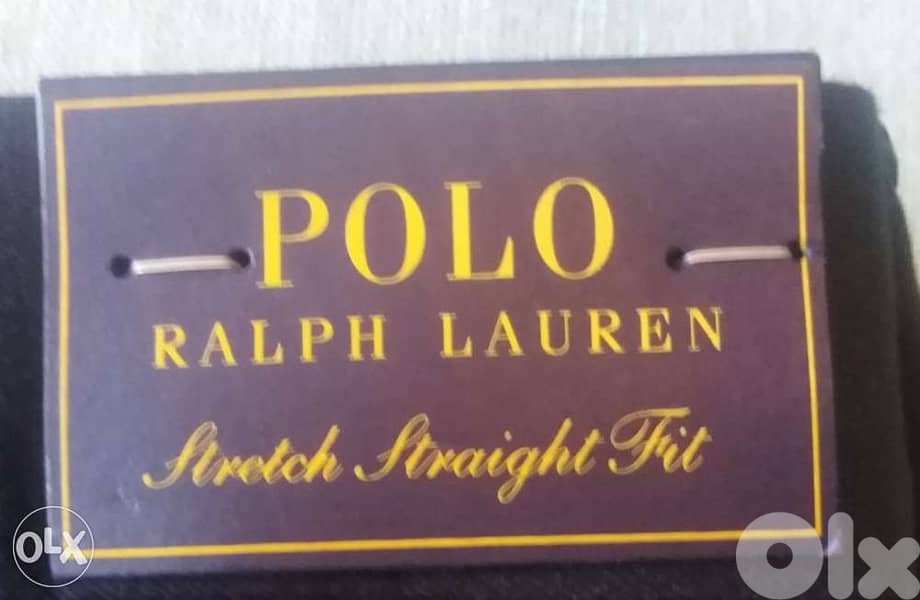 POLO
RALPH LAUREN
Stretch Straight Fit
OLX
Olx